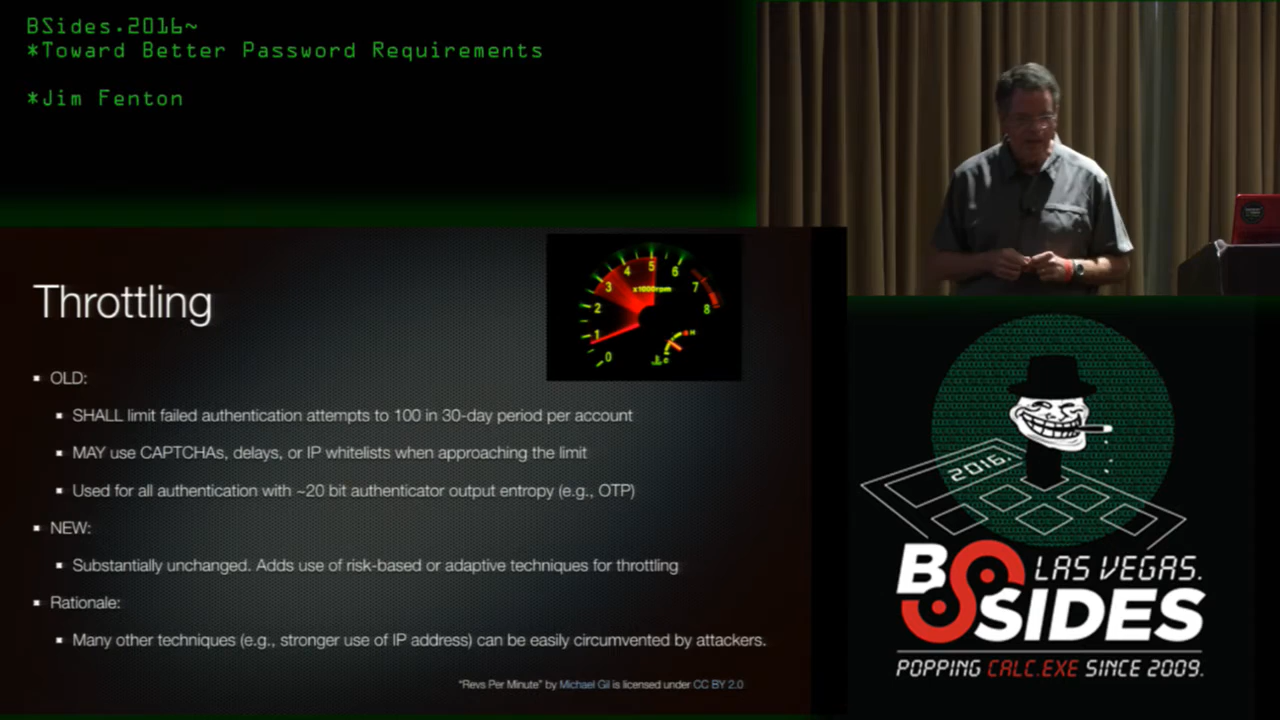 BSides.2016~
*Toward Better Password Requirements
*Jim Fenton
Throttling
0 1 2 3 4 5 6 7 8
x1000rpm
H
C
OLD:
SHALL limit failed authentication attempts to 100 in 30-day period per account
MAY use CAPTCHAs, delays, or IP whitelists when approaching the limit
Used for all authentication with ~20 bit authenticator output entropy (e.g., OTP)
NEW:
Substantially unchanged. Adds use of risk-based or adaptive techniques for throttling
Rationale:
Many other techniques (e.g., stronger use of IP address) can be easily circumvented by attackers.
“Revs Per Minute” by Michael Gil is licensed under CC BY 2.0
2016.
BSIDES
LAS VEGAS.
POPPING CALC.EXE SINCE 2009.